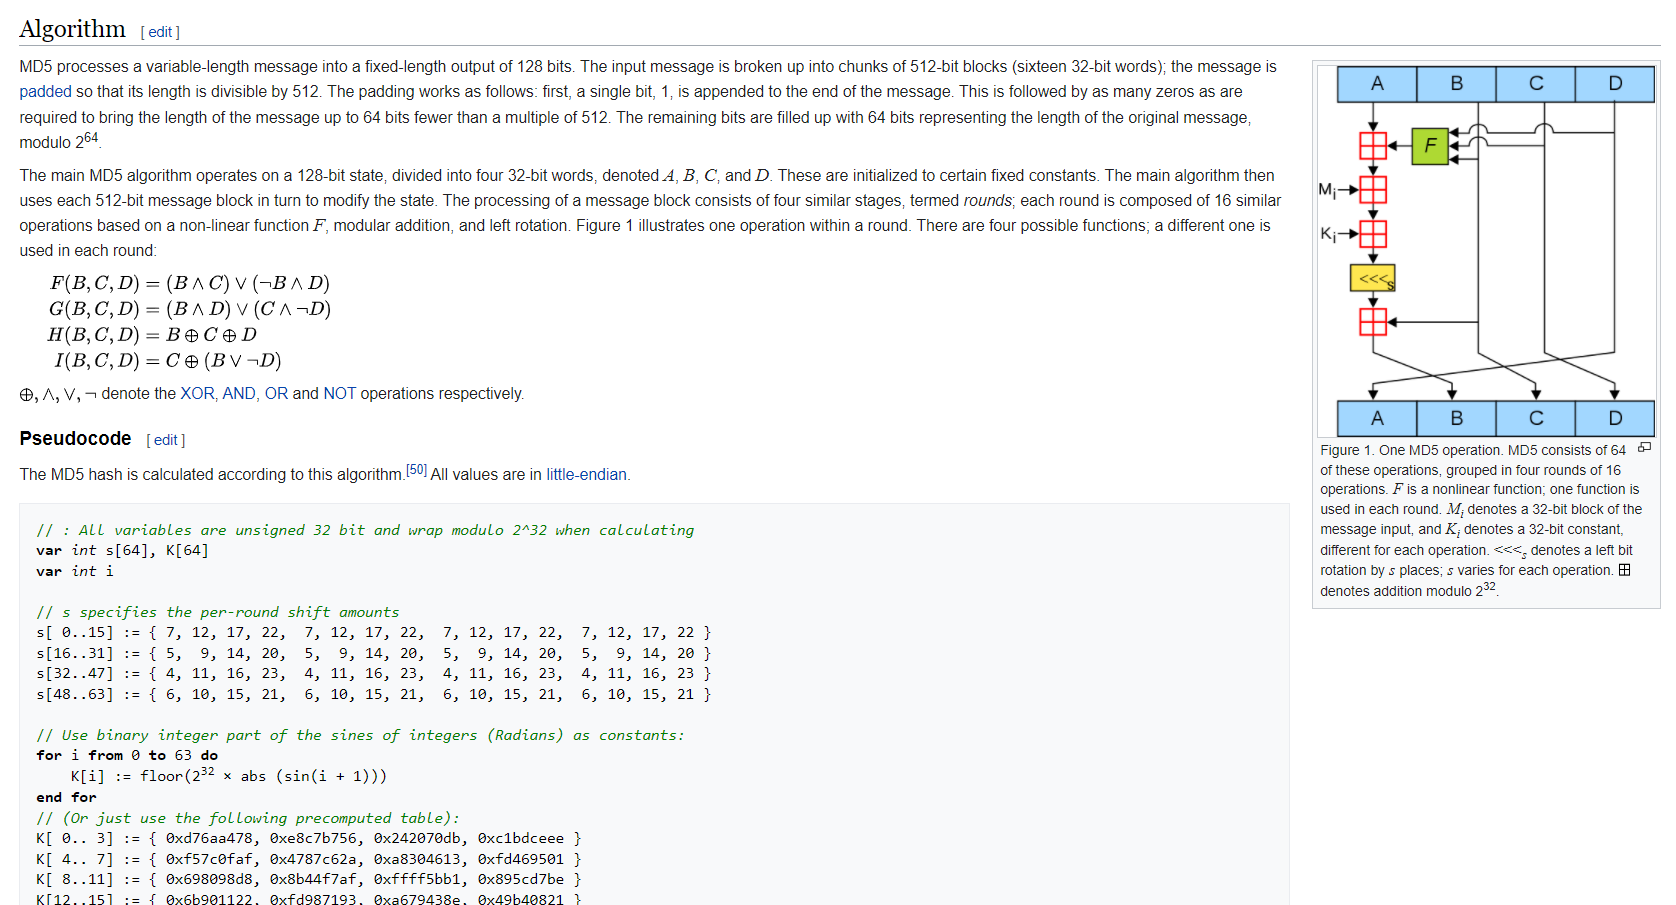 Algorithm [ edit ]
MD5 processes a variable-length message into a fixed-length output of 128 bits. The input message is broken up into chunks of 512-bit blocks (sixteen 32-bit words); the message is
padded so that its length is divisible by 512. The padding works as follows: first, a single bit, 1, is appended to the end of the message. This is followed by as many zeros as are
required to bring the length of the message up to 64 bits fewer than a multiple of 512. The remaining bits are filled up with 64 bits representing the length of the original message,
modulo 2^64.
The main MD5 algorithm operates on a 128-bit state, divided into four 32-bit words, denoted A, B, C, and D. These are initialized to certain fixed constants. The main algorithm then
uses each 512-bit message block in turn to modify the state. The processing of a message block consists of four similar stages, termed rounds; each round is composed of 16 similar
operations based on a non-linear function F, modular addition, and left rotation. Figure 1 illustrates one operation within a round. There are four possible functions; a different one is
used in each round:
F(B, C, D) = (B ∧ C) ∨ (¬B ∧ D)
G(B, C, D) = (B ∧ D) ∨ (C ∧ ¬D)
H(B, C, D) = B ⊕ C ⊕ D
I(B, C, D) = C ⊕ (B ∨ ¬D)
⊕, ∧, ∨, ¬ denote the XOR, AND, OR and NOT operations respectively.
Pseudocode [ edit ]
The MD5 hash is calculated according to this algorithm.[50] All values are in little-endian.
// : All variables are unsigned 32 bit and wrap modulo 2^32 when calculating
var int s[64], K[64]
var int i
// s specifies the per-round shift amounts
s[ 0..15] := { 7, 12, 17, 22,  7, 12, 17, 22,  7, 12, 17, 22,  7, 12, 17, 22 }
s[16..31] := { 5,  9, 14, 20,  5,  9, 14, 20,  5,  9, 14, 20,  5,  9, 14, 20 }
s[32..47] := { 4, 11, 16, 23,  4, 11, 16, 23,  4, 11, 16, 23,  4, 11, 16, 23 }
s[48..63] := { 6, 10, 15, 21,  6, 10, 15, 21,  6, 10, 15, 21,  6, 10, 15, 21 }
// Use binary integer part of the sines of integers (Radians) as constants:
for i from 0 to 63 do
    K[i] := floor(2^32 × abs (sin(i + 1)))
end for
// (Or just use the following precomputed table):
K[ 0.. 3] := { 0xd76aa478, 0xe8c7b756, 0x242070db, 0xc1bdceee }
K[ 4.. 7] := { 0xf57c0faf, 0x4787c62a, 0xa8304613, 0xfd469501 }
K[ 8..11] := { 0x698098d8, 0x8b44f7af, 0xffff5bb1, 0x895cd7be }
K[12..15] := { 0x6b901122, 0xfd987193, 0xa679438e, 0x49b40821 }
A B C D
F
Mi
Ki
<<<s
A B C D
Figure 1. One MD5 operation. MD5 consists of 64
of these operations, grouped in four rounds of 16
operations. F is a nonlinear function; one function is
used in each round. Mi denotes a 32-bit block of the
message input, and Ki denotes a 32-bit constant,
different for each operation. <<<s denotes a left bit
rotation by s places; s varies for each operation. ⊞
denotes addition modulo 2^32.